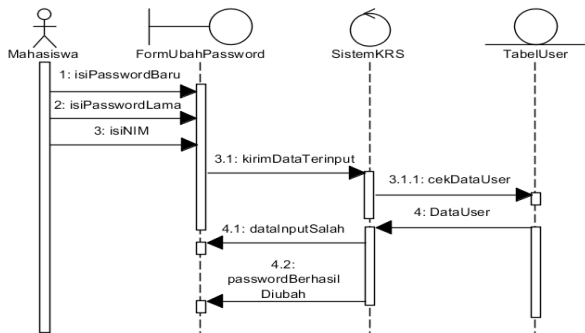 Mahasiswa
FormUbahPassword
SistemKRS
TabelUser
1: isiPasswordBaru
2: isiPasswordLama
3: isiNIM
3.1: kirimDataTerinput
3.1.1: cekDataUser
4: DataUser
4.1: dataInputSalah
4.2:
passwordBerhasil
Diubah